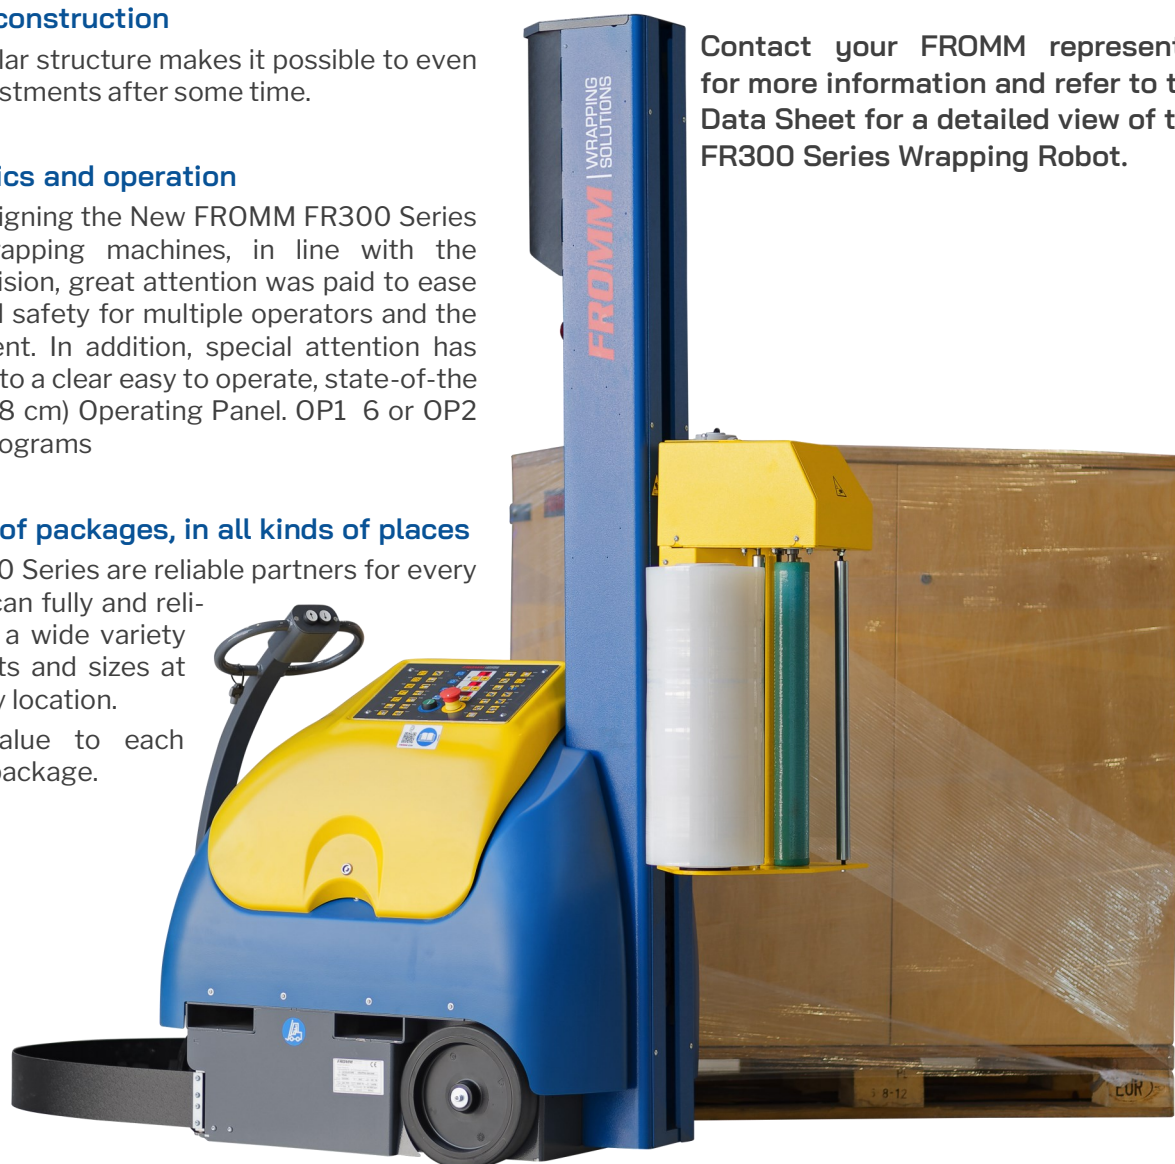 construction
lar structure makes it possible to even
stments after some time.
ics and operation
igning the New FROMM FR300 Series
rapping machines, in line with the
ision, great attention was paid to ease
l safety for multiple operators and the
ent. In addition, special attention has
to a clear easy to operate, state-of-the
8 cm) Operating Panel. OP1 6 or OP2
ograms
of packages, in all kinds of places
0 Series are reliable partners for every
can fully and reli-
a wide variety
ts and sizes at
y location.
alue to each
package.
Contact your FROMM represent
for more information and refer to t
Data Sheet for a detailed view of t
FR300 Series Wrapping Robot.
FROMM | WRAPPING
SOLUTIONS
8-12
EUR